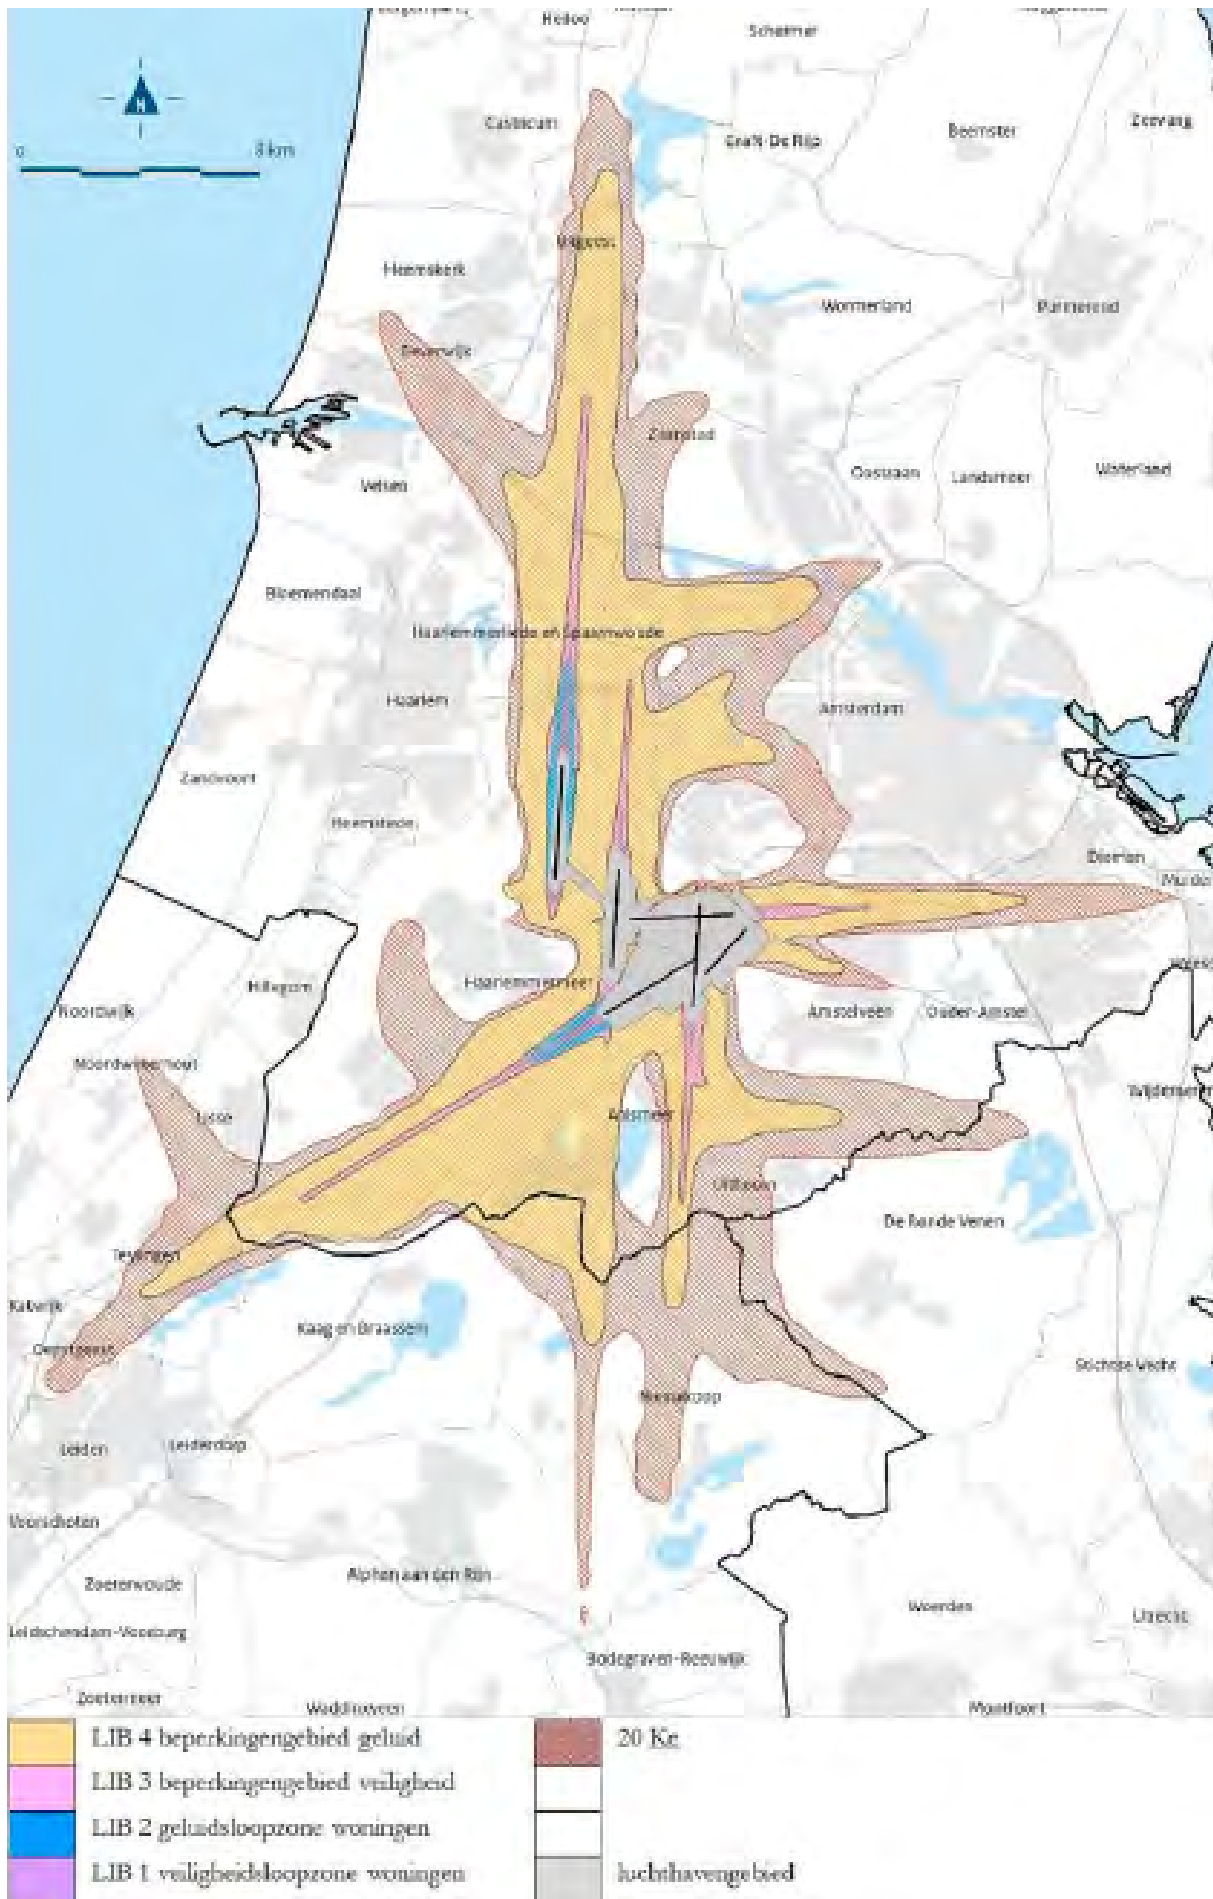 Heiloo
Schermer
Castricum
Graft-De Rijp
Beemster
Zeevang
N
0
8 km
Uitgeest
Heemskerk
Wormerland
Purmerend
Beverwijk
Zaanstad
Velsen
Oostzaan
Landsmeer
Waterland
Bloemendaal
Haarlemmerliede en Spaarnwoude
Haarlem
Amsterdam
Zandvoort
Heemstede
Diemen
Hillegom
Haarlemmermeer
Noordwijk
Amstelveen
Ouder-Amstel
Noordwijkerhout
Lisse
Aalsmeer
Uithoorn
De Ronde Venen
Teylingen
Katwijk
Kaag en Braassem
Oegstgeest
Stichtse Vecht
Nieuwkoop
Leiden
Leiderdorp
Voorschoten
Alphen aan den Rijn
Zoeterwoude
Woerden
Utrecht
Leidschendam-Voorburg
Bodegraven-Reeuwijk
Zoetermeer
Waddinxveen
Montfoort
LIB 4 beperkingengebied geluid
20 Ke
LIB 3 beperkingengebied veiligheid
LIB 2 geluidsloopzone woningen
LIB 1 veiligheidsloopzone woningen
luchthavengebied